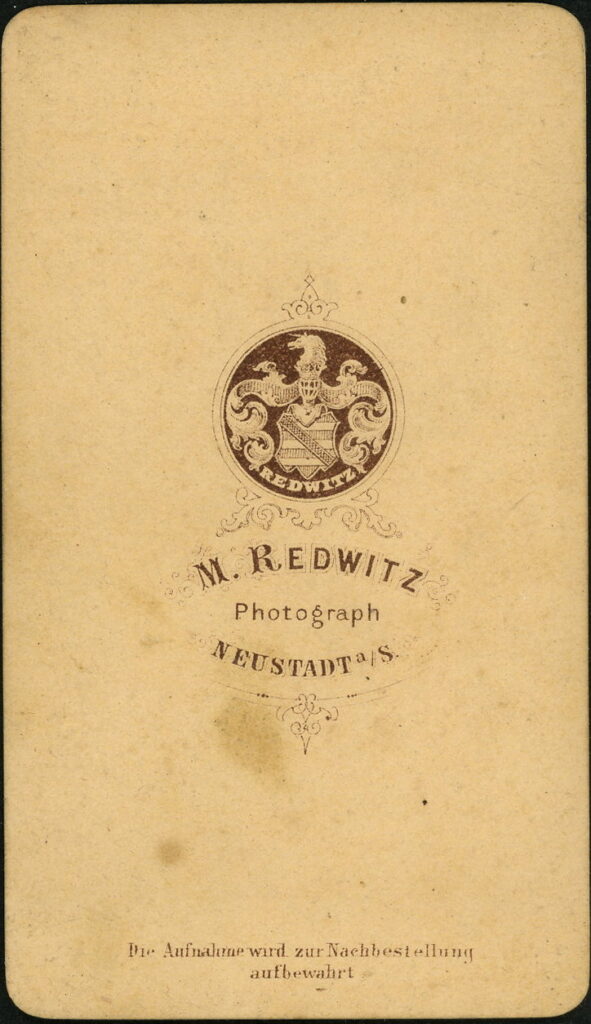 REDWITZ
M. REDWITZ
Photograph
NEUSTADT a/S.
Die Aufnahme wird zur Nachbestellung
aufbewahrt